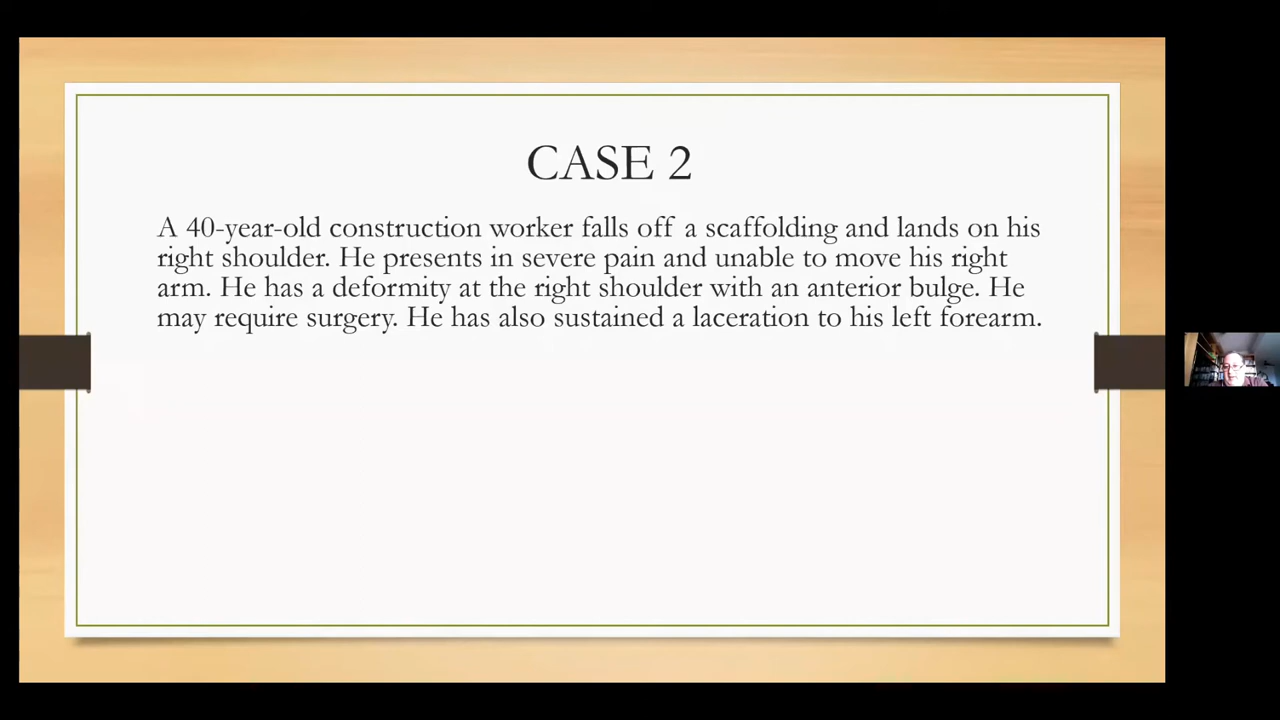 CASE 2
A 40-year-old construction worker falls off a scaffolding and lands on his
right shoulder. He presents in severe pain and unable to move his right
arm. He has a deformity at the right shoulder with an anterior bulge. He
may require surgery. He has also sustained a laceration to his left forearm.